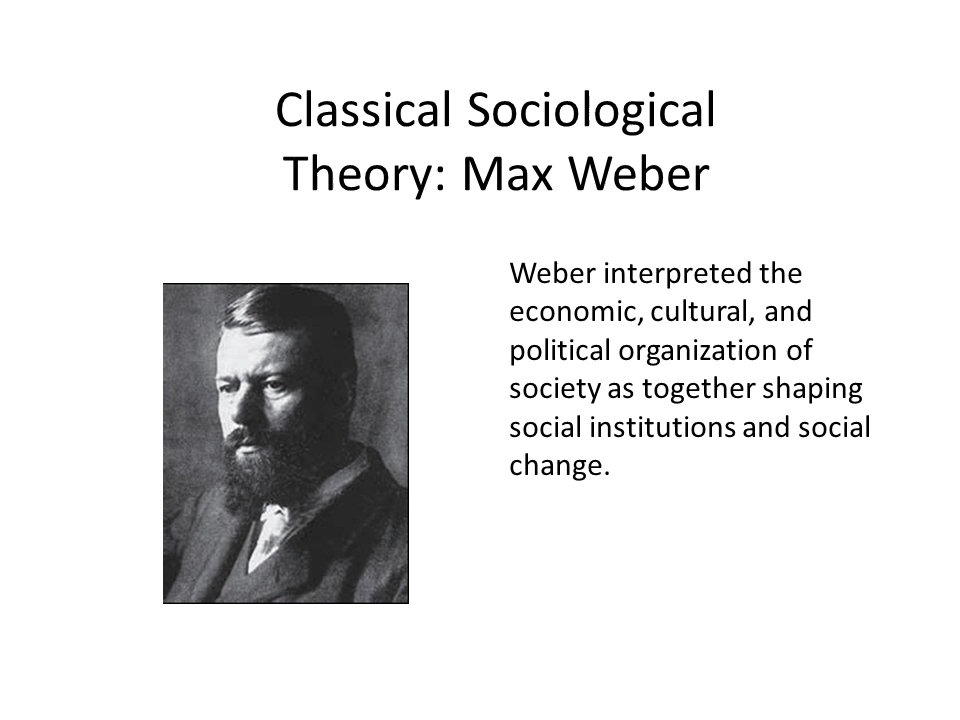 Classical Sociological
Theory: Max Weber
Weber interpreted the
economic, cultural, and
political organization of
society as together shaping
social institutions and social
change.